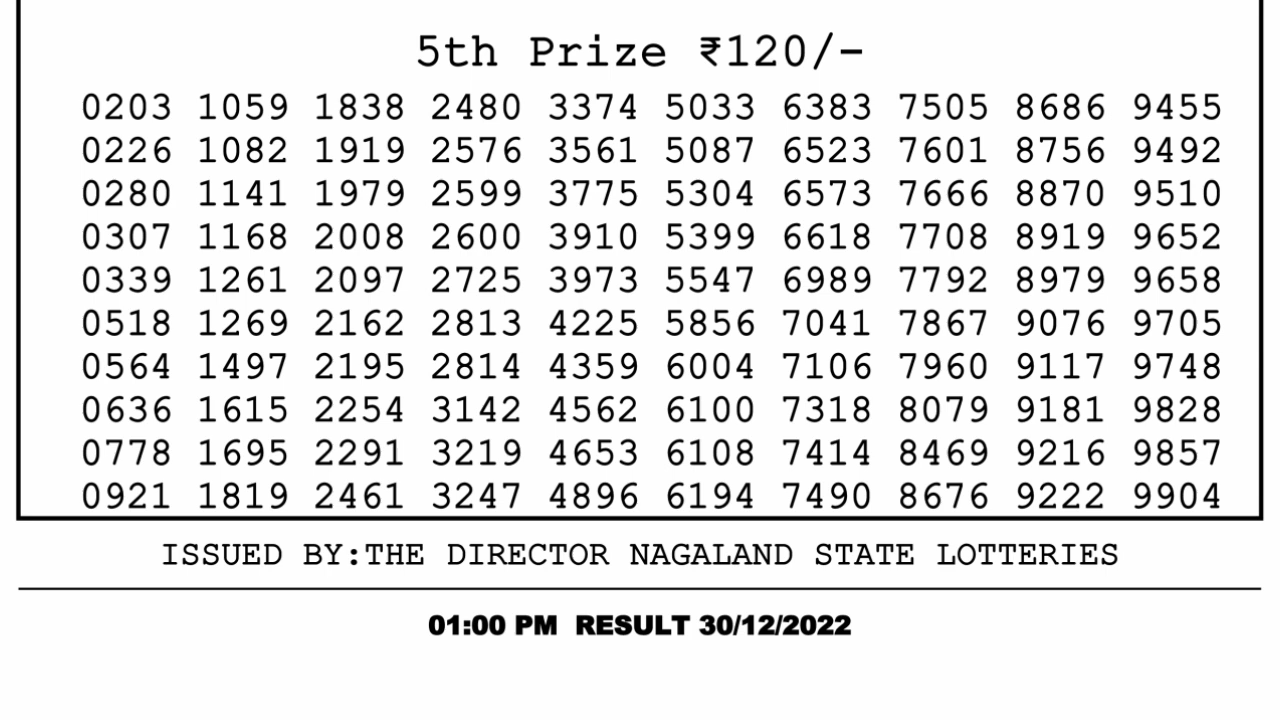 5th Prize ₹120/-
0203 1059 1838 2480 3374 5033 6383 7505 8686 9455
0226 1082 1919 2576 3561 5087 6523 7601 8756 9492
0280 1141 1979 2599 3775 5304 6573 7666 8870 9510
0307 1168 2008 2600 3910 5399 6618 7708 8919 9652
0339 1261 2097 2725 3973 5547 6989 7792 8979 9658
0518 1269 2162 2813 4225 5856 7041 7867 9076 9705
0564 1497 2195 2814 4359 6004 7106 7960 9117 9748
0636 1615 2254 3142 4562 6100 7318 8079 9181 9828
0778 1695 2291 3219 4653 6108 7414 8469 9216 9857
0921 1819 2461 3247 4896 6194 7490 8676 9222 9904
ISSUED BY:THE DIRECTOR NAGALAND STATE LOTTERIES
01:00 PM RESULT 30/12/2022